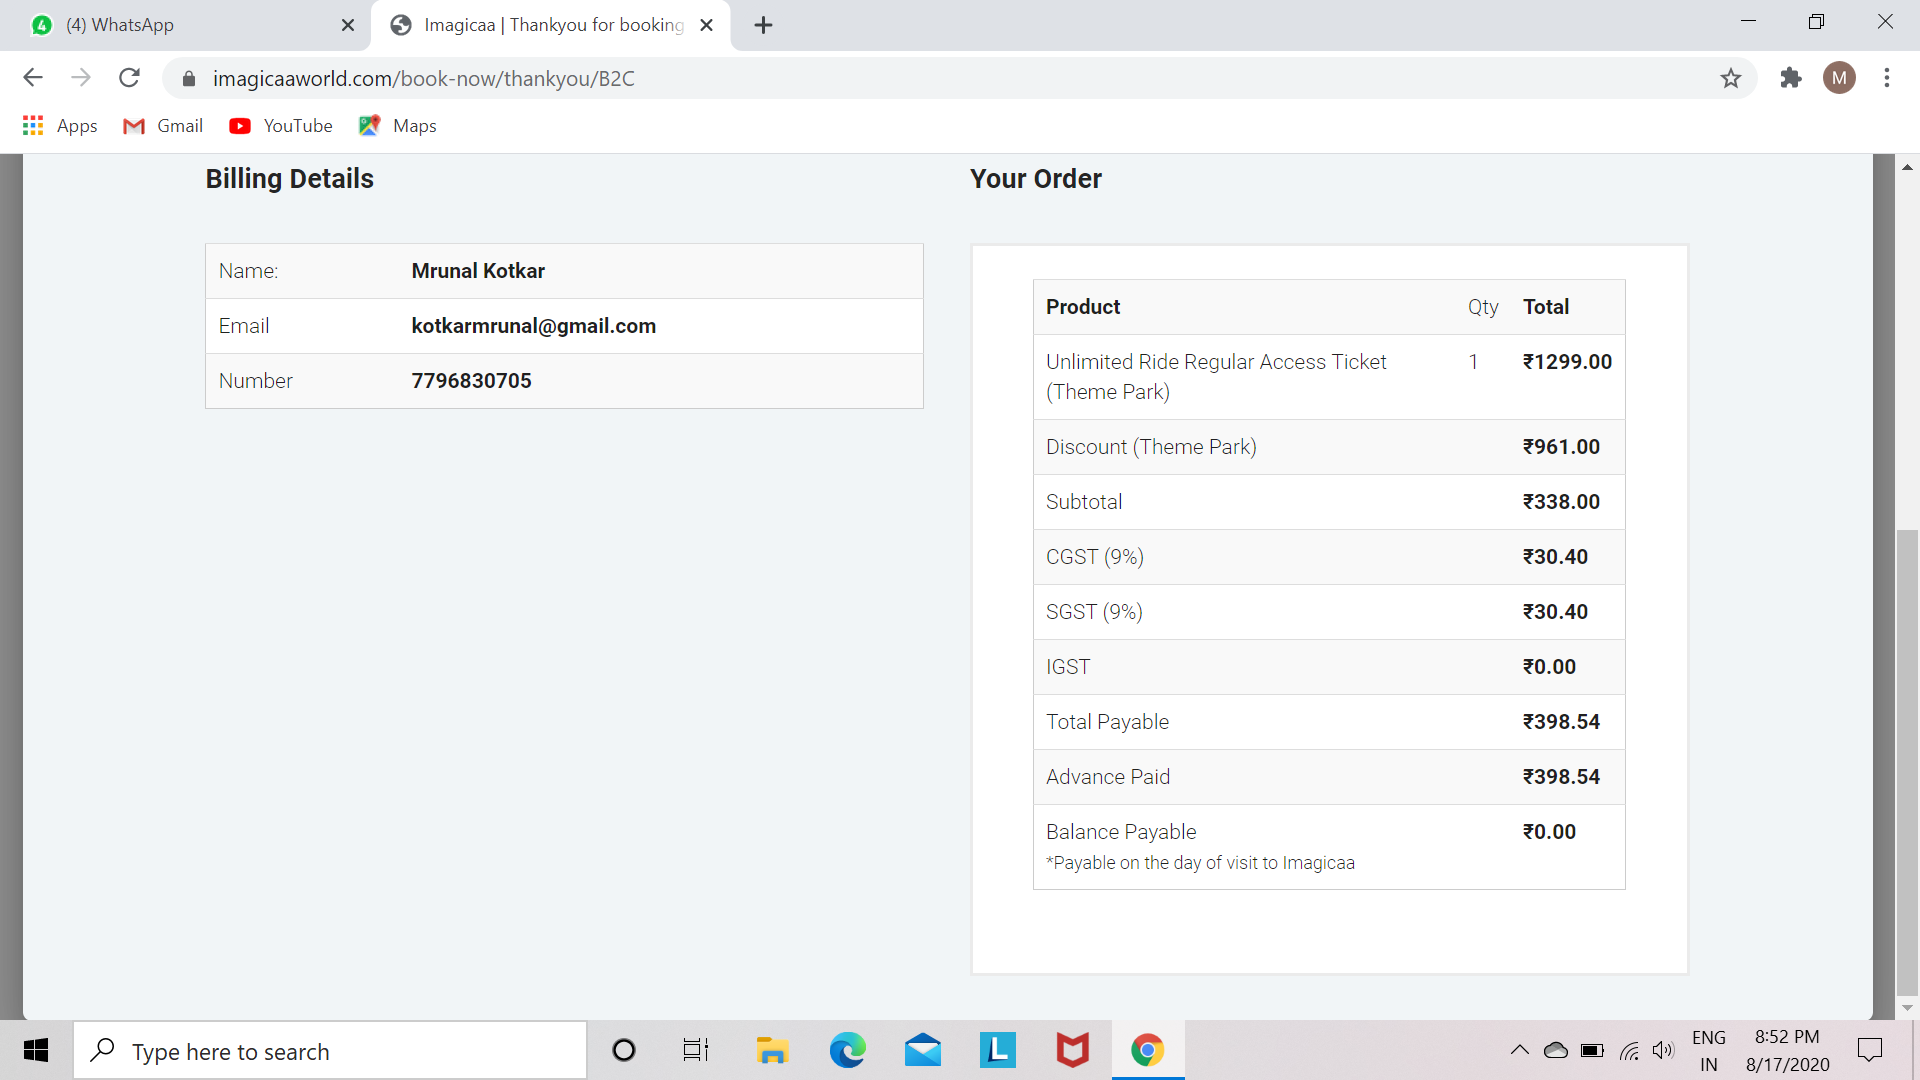 (4) WhatsApp
Imagicaa | Thankyou for booking
imagicaaworld.com/book-now/thankyou/B2C
M
Apps Gmail YouTube Maps
Billing Details
Name: Mrunal Kotkar
Email kotkarmrunal@gmail.com
Number 7796830705
Your Order
Product Qty Total
Unlimited Ride Regular Access Ticket 1 ₹1299.00
(Theme Park)
Discount (Theme Park) ₹961.00
Subtotal ₹338.00
CGST (9%) ₹30.40
SGST (9%) ₹30.40
IGST ₹0.00
Total Payable ₹398.54
Advance Paid ₹398.54
Balance Payable ₹0.00
*Payable on the day of visit to Imagicaa
Type here to search
L
ENG
IN
8:52 PM
8/17/2020